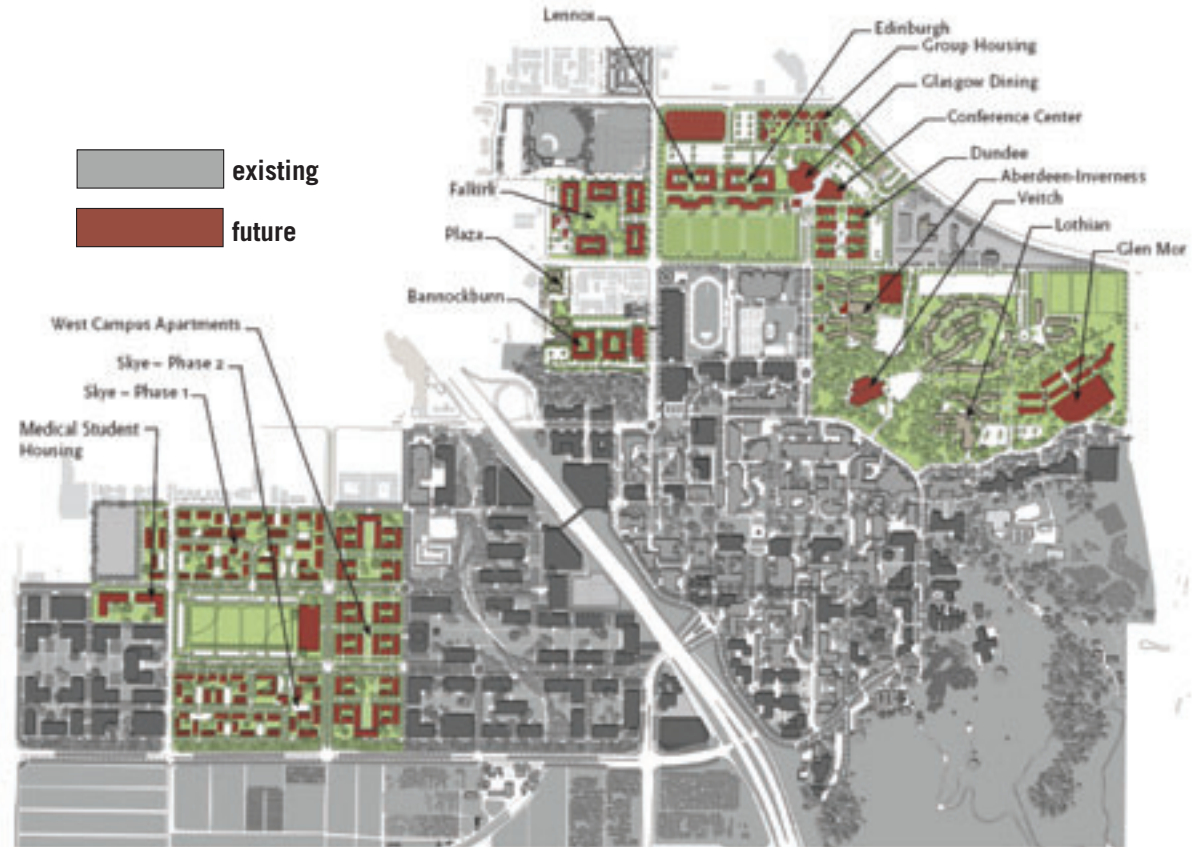 Lennox
Edinburgh
Group Housing
Glasgow Dining
Conference Center
Dundee
Aberdeen-Inverness
Veitch
Lothian
Glen Mor
existing
future
Falkirk
Plaza
Bannockburn
West Campus Apartments
Skye – Phase 2
Skye – Phase 1
Medical Student
Housing